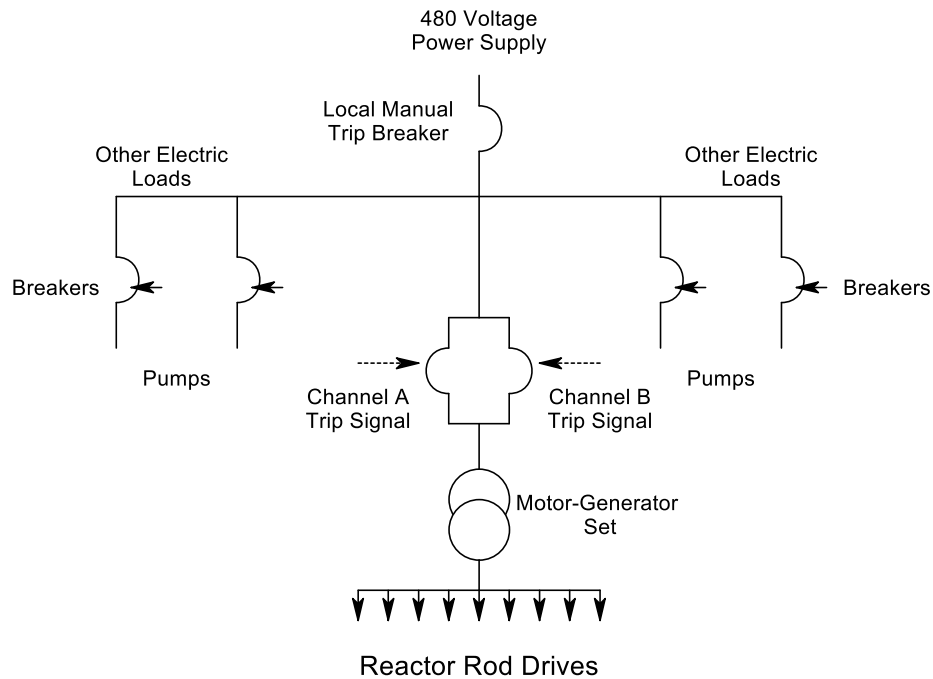 480 Voltage
Power Supply
Local Manual
Trip Breaker
Other Electric
Loads
Other Electric
Loads
Breakers
Breakers
Pumps
Pumps
Channel A
Trip Signal
Channel B
Trip Signal
Motor-Generator
Set
Reactor Rod Drives